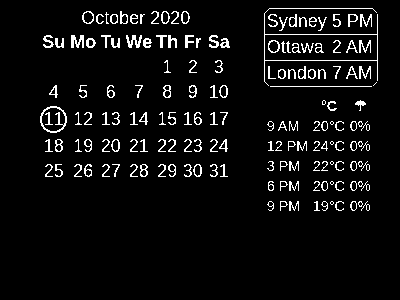 October 2020
Su Mo Tu We Th Fr Sa
1 2 3
4 5 6 7 8 9 10
11 12 13 14 15 16 17
18 19 20 21 22 23 24
25 26 27 28 29 30 31
Sydney 5 PM
Ottawa 2 AM
London 7 AM
°C ☂
9 AM 20°C 0%
12 PM 24°C 0%
3 PM 22°C 0%
6 PM 20°C 0%
9 PM 19°C 0%